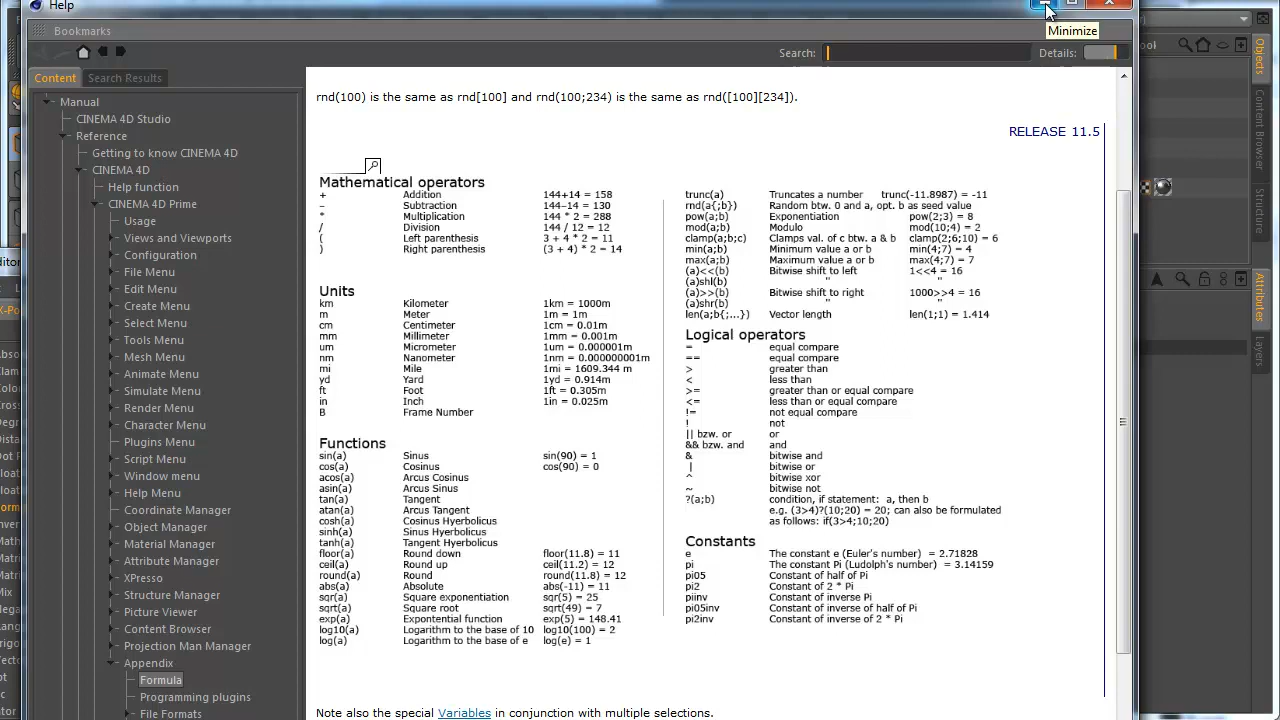 Help
Minimize
Bookmarks
Search:
Details:
Content
Search Results
Manual
CINEMA 4D Studio
Reference
Getting to know CINEMA 4D
CINEMA 4D
Help function
CINEMA 4D Prime
Usage
Views and Viewports
Configuration
File Menu
Edit Menu
Create Menu
Select Menu
Tools Menu
Mesh Menu
Animate Menu
Simulate Menu
Render Menu
Character Menu
Plugins Menu
Script Menu
Window menu
Help Menu
Coordinate Manager
Object Manager
Material Manager
Attribute Manager
XPresso
Structure Manager
Picture Viewer
Content Browser
Projection Man Manager
Appendix
Formula
Programming plugins
File Formats
rnd(100) is the same as rnd[100] and rnd(100;234) is the same as rnd([100][234]).
RELEASE 11.5
Mathematical operators
+ Addition 144+14 = 158
– Subtraction 144–14 = 130
* Multiplication 144 * 2 = 288
/ Division 144 / 12 = 12
( Left parenthesis 3 + 4 * 2 = 11
) Right parenthesis (3 + 4) * 2 = 14
Units
km Kilometer 1km = 1000m
m Meter 1m = 1m
cm Centimeter 1cm = 0.01m
mm Millimeter 1mm = 0.001m
um Micrometer 1um = 0.000001m
nm Nanometer 1nm = 0.000000001m
mi Mile 1mi = 1609.344 m
yd Yard 1yd = 0.914m
ft Foot 1ft = 0.305m
in Inch 1in = 0.025m
B Frame Number
Functions
sin(a) Sinus sin(90) = 1
cos(a) Cosinus cos(90) = 0
acos(a) Arcus Cosinus
asin(a) Arcus Sinus
tan(a) Tangent
atan(a) Arcus Tangent
cosh(a) Cosinus Hyerbolicus
sinh(a) Sinus Hyerbolicus
tanh(a) Tangent Hyerbolicus
floor(a) Round down floor(11.8) = 11
ceil(a) Round up ceil(11.2) = 12
round(a) Round round(11.8) = 12
abs(a) Absolute abs(-11) = 11
sqr(a) Square exponentiation sqr(5) = 25
sqrt(a) Square root sqrt(49) = 7
exp(a) Expontential function exp(5) = 148.41
log10(a) Logarithm to the base of 10 log10(100) = 2
log(a) Logarithm to the base of e log(e) = 1
trunc(a) Truncates a number trunc(-11.8987) = -11
rnd(a{;b}) Random btw. 0 and a, opt. b as seed value
pow(a;b) Exponentiation pow(2;3) = 8
mod(a;b) Modulo mod(10;4) = 2
clamp(a;b;c) Clamps val. of c btw. a & b clamp(2;6;10) = 6
min(a;b) Minimum value a or b min(4;7) = 4
max(a;b) Maximum value a or b max(4;7) = 7
(a)<<(b) Bitwise shift to left 1<<4 = 16
(a)shl(b) " "
(a)>>(b) Bitwise shift to right 1000>>4 = 16
(a)shr(b) " "
len(a;b{;...}) Vector length len(1;1) = 1.414
Logical operators
= equal compare
== equal compare
> greater than
< less than
>= greater than or equal compare
<= less than or equal compare
!= not equal compare
! not
|| bzw. or or
&& bzw. and and
& bitwise and
| bitwise or
^ bitwise xor
~ bitwise not
?(a;b) condition, if statement: a, then b
e.g. (3>4)?(10;20) = 20; can also be formulated
as follows: if(3>4;10;20)
Constants
e The constant e (Euler's number) = 2.71828
pi The constant Pi (Ludolph's number) = 3.14159
pi05 Constant of half of Pi
pi2 Constant of 2 * Pi
piinv Constant of inverse Pi
pi05inv Constant of inverse of half of Pi
pi2inv Constant of inverse of 2 * Pi
Note also the special Variables in conjunction with multiple selections.
Objects
Content Browser
Structure
Attributes
Layers